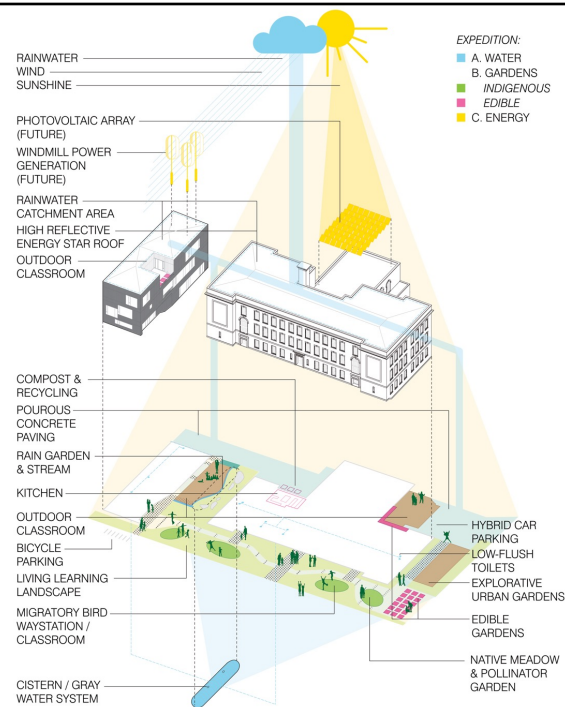 RAINWATER
WIND
SUNSHINE
PHOTOVOLTAIC ARRAY
(FUTURE)
WINDMILL POWER
GENERATION
(FUTURE)
RAINWATER
CATCHMENT AREA
HIGH REFLECTIVE
ENERGY STAR ROOF
OUTDOOR
CLASSROOM
EXPEDITION:
A. WATER
B. GARDENS
INDIGENOUS
EDIBLE
C. ENERGY
COMPOST &
RECYCLING
POUROUS
CONCRETE
PAVING
RAIN GARDEN
& STREAM
KITCHEN
OUTDOOR
CLASSROOM
BICYCLE
PARKING
LIVING LEARNING
LANDSCAPE
MIGRATORY BIRD
WAYSTATION /
CLASSROOM
CISTERN / GRAY
WATER SYSTEM
HYBRID CAR
PARKING
LOW-FLUSH
TOILETS
EXPLORATIVE
URBAN GARDENS
EDIBLE
GARDENS
NATIVE MEADOW
& POLLINATOR
GARDEN